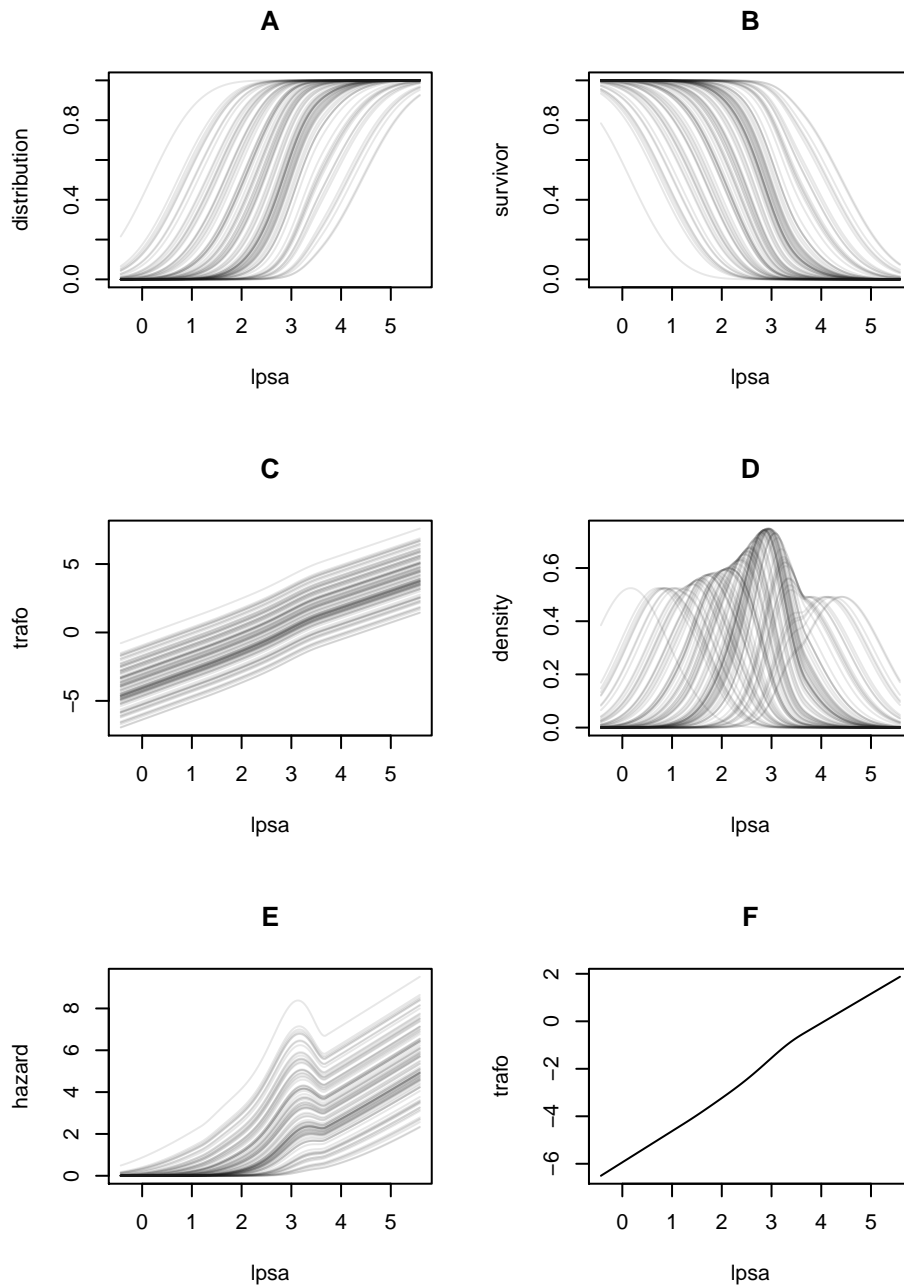 A
distribution
0.0 0.4 0.8
0 1 2 3 4 5
lpsa
B
survivor
0.0 0.4 0.8
0 1 2 3 4 5
lpsa
C
trafo
−5 0 5
0 1 2 3 4 5
lpsa
D
density
0.0 0.2 0.4 0.6
0 1 2 3 4 5
lpsa
E
hazard
0 2 4 6 8
0 1 2 3 4 5
lpsa
F
trafo
−6 −4 −2 0 2
0 1 2 3 4 5
lpsa